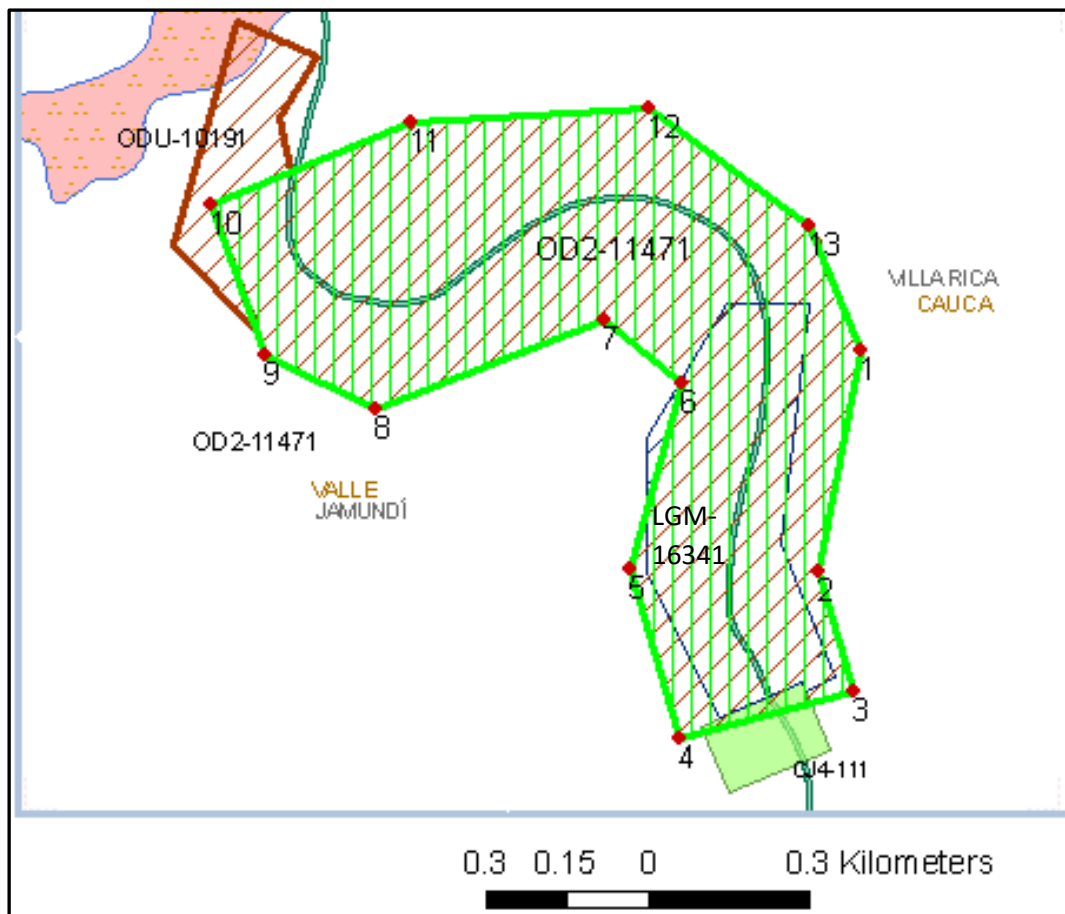 11
12
ODU-10191
10
OD2-11471
13
VILLA RICA
CAUCA
7
1
9
6
8
OD2-11471
VALLE
JAMUNDÍ
LGM-
16341
5
2
3
4
CJ4-111
0.3 0.15 0 0.3 Kilometers